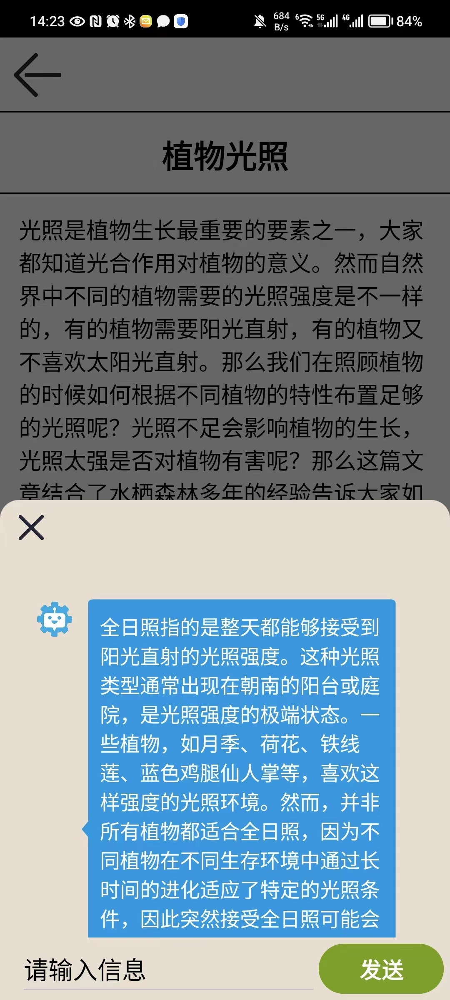 14:23
684
B/s
6
5G
4G
84%
植物光照
光照是植物生长最重要的要素之一，大家
都知道光合作用对植物的意义。然而自然
界中不同的植物需要的光照强度是不一样
的，有的植物需要阳光直射，有的植物又
不喜欢太阳光直射。那么我们在照顾植物
的时候如何根据不同植物的特性布置足够
的光照呢？光照不足会影响植物的生长，
光照太强是否对植物有害呢？那么这篇文
章结合了水栖森林多年的经验告诉大家如
全日照指的是整天都能够接受到
阳光直射的光照强度。这种光照
类型通常出现在朝南的阳台或庭
院，是光照强度的极端状态。一
些植物，如月季、荷花、铁线
莲、蓝色鸡腿仙人掌等，喜欢这
样强度的光照环境。然而，并非
所有植物都适合全日照，因为不
同植物在不同生存环境中通过长
时间的进化适应了特定的光照条
件，因此突然接受全日照可能会
请输入信息
发送